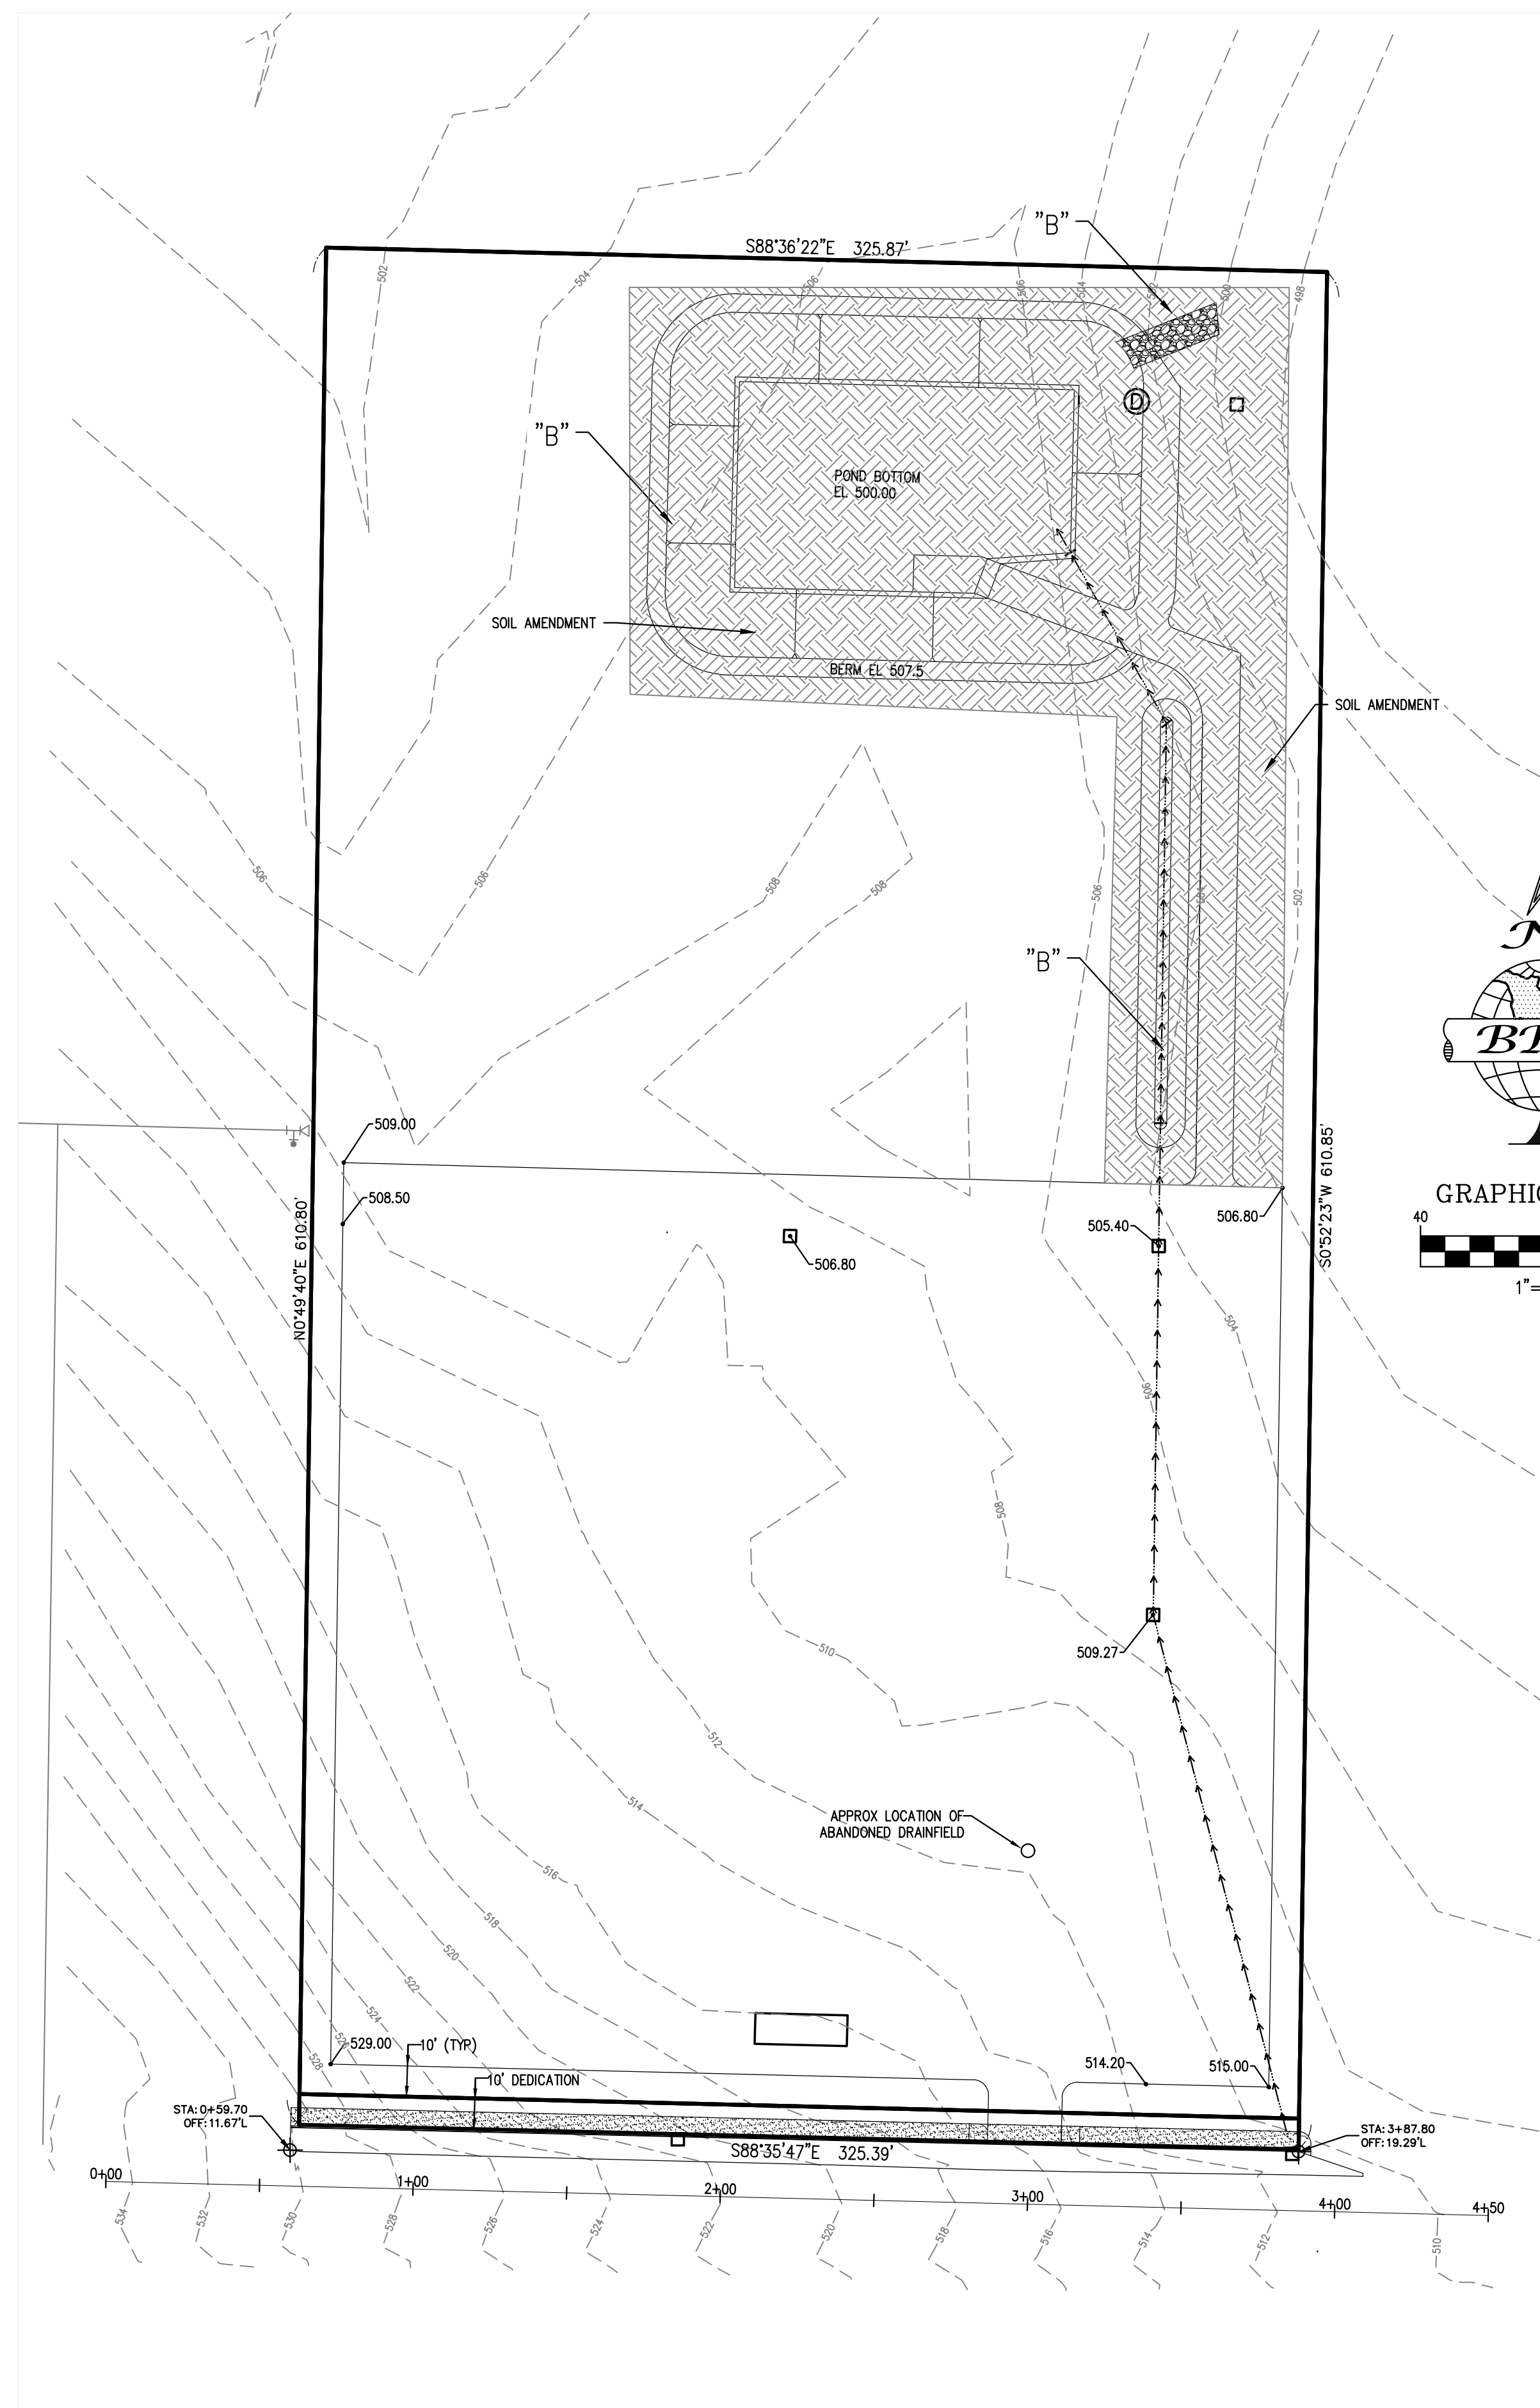 "B"
S88°36'22"E 325.87'
502
504
506
506
504
502
500
498
"B"
D
POND BOTTOM
EL 500.00
SOIL AMENDMENT
BERM EL 507.5
SOIL AMENDMENT
506
506
508
508
506
504
502
"B"
509.00
508.50
N0°49'40"E 610.80'
S0°52'23"W 610.85'
506.80
505.40
506.80
GRAPHIC
40
1"=
504
506
508
509.27
510
512
514
APPROX LOCATION OF
ABANDONED DRAINFIELD
516
518
520
522
524
526
528
529.00
10' (TYP)
10' DEDICATION
514.20
515.00
STA: 0+59.70
OFF: 11.67'L
STA: 3+87.80
OFF: 19.29'L
S88°35'47"E 325.39'
0+00
1+00
2+00
3+00
4+00
4+50
534
532
530
528
526
524
522
520
518
516
514
512
510